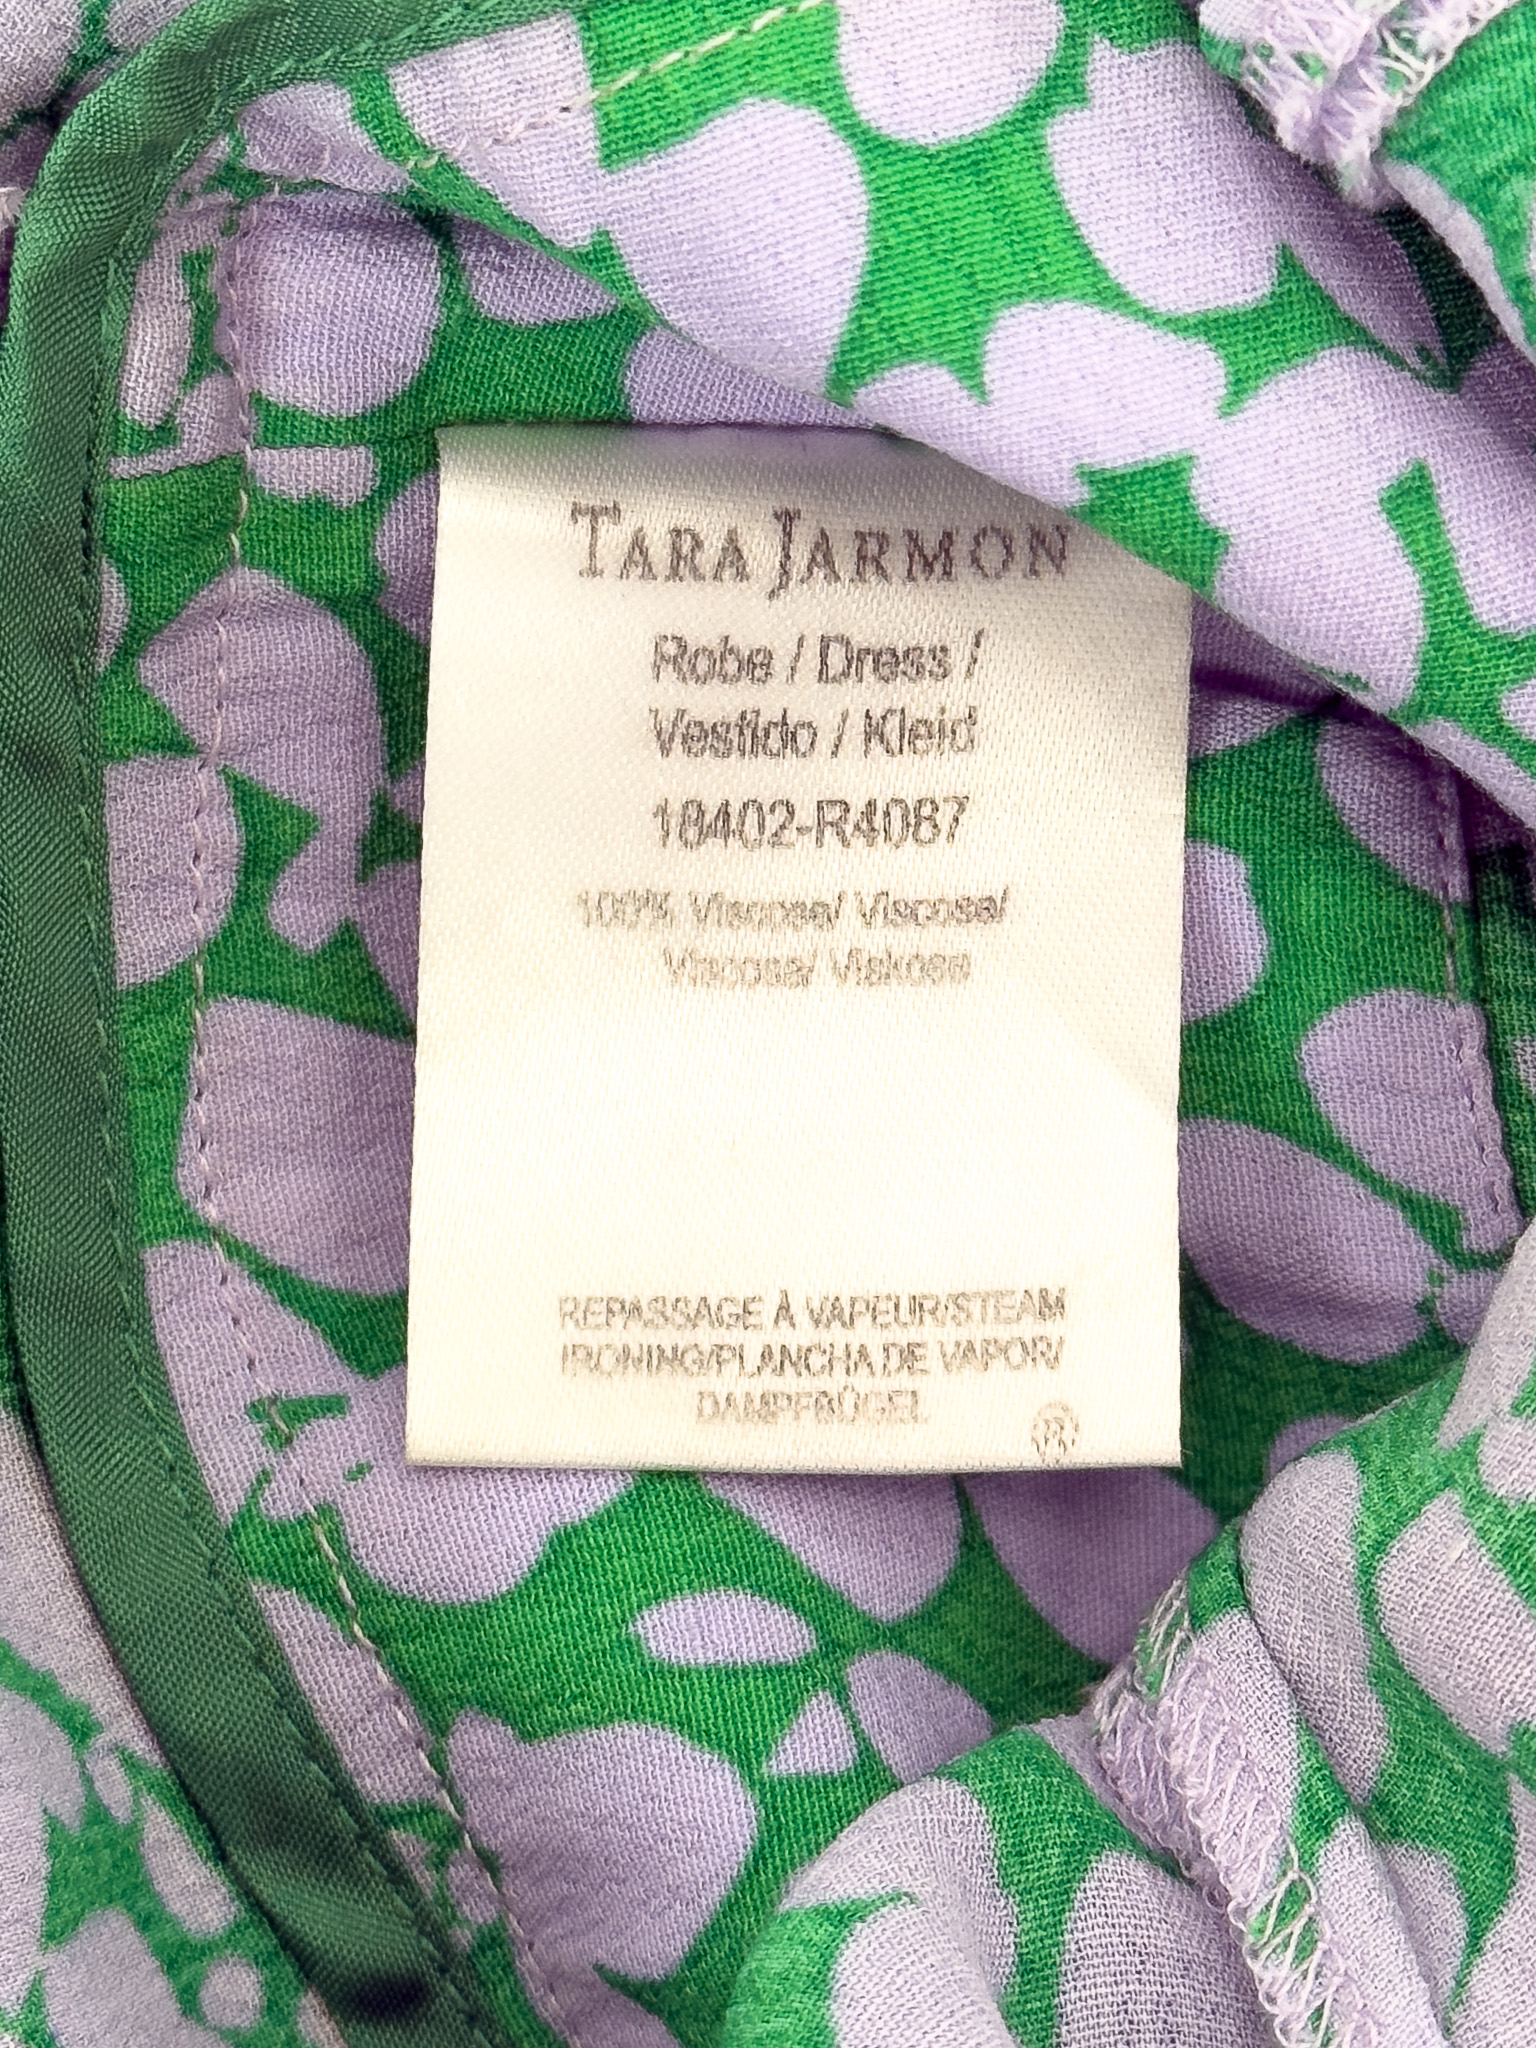 TARA JARMON
Robe / Dress /
Vestido / Kleid
18402-R4087
100% Viscose/ Viscose/
Viscosa/ Viskose
REPASSAGE À VAPEUR/STEAM
IRONING/PLANCHA DE VAPOR/
DAMPFBÜGEL